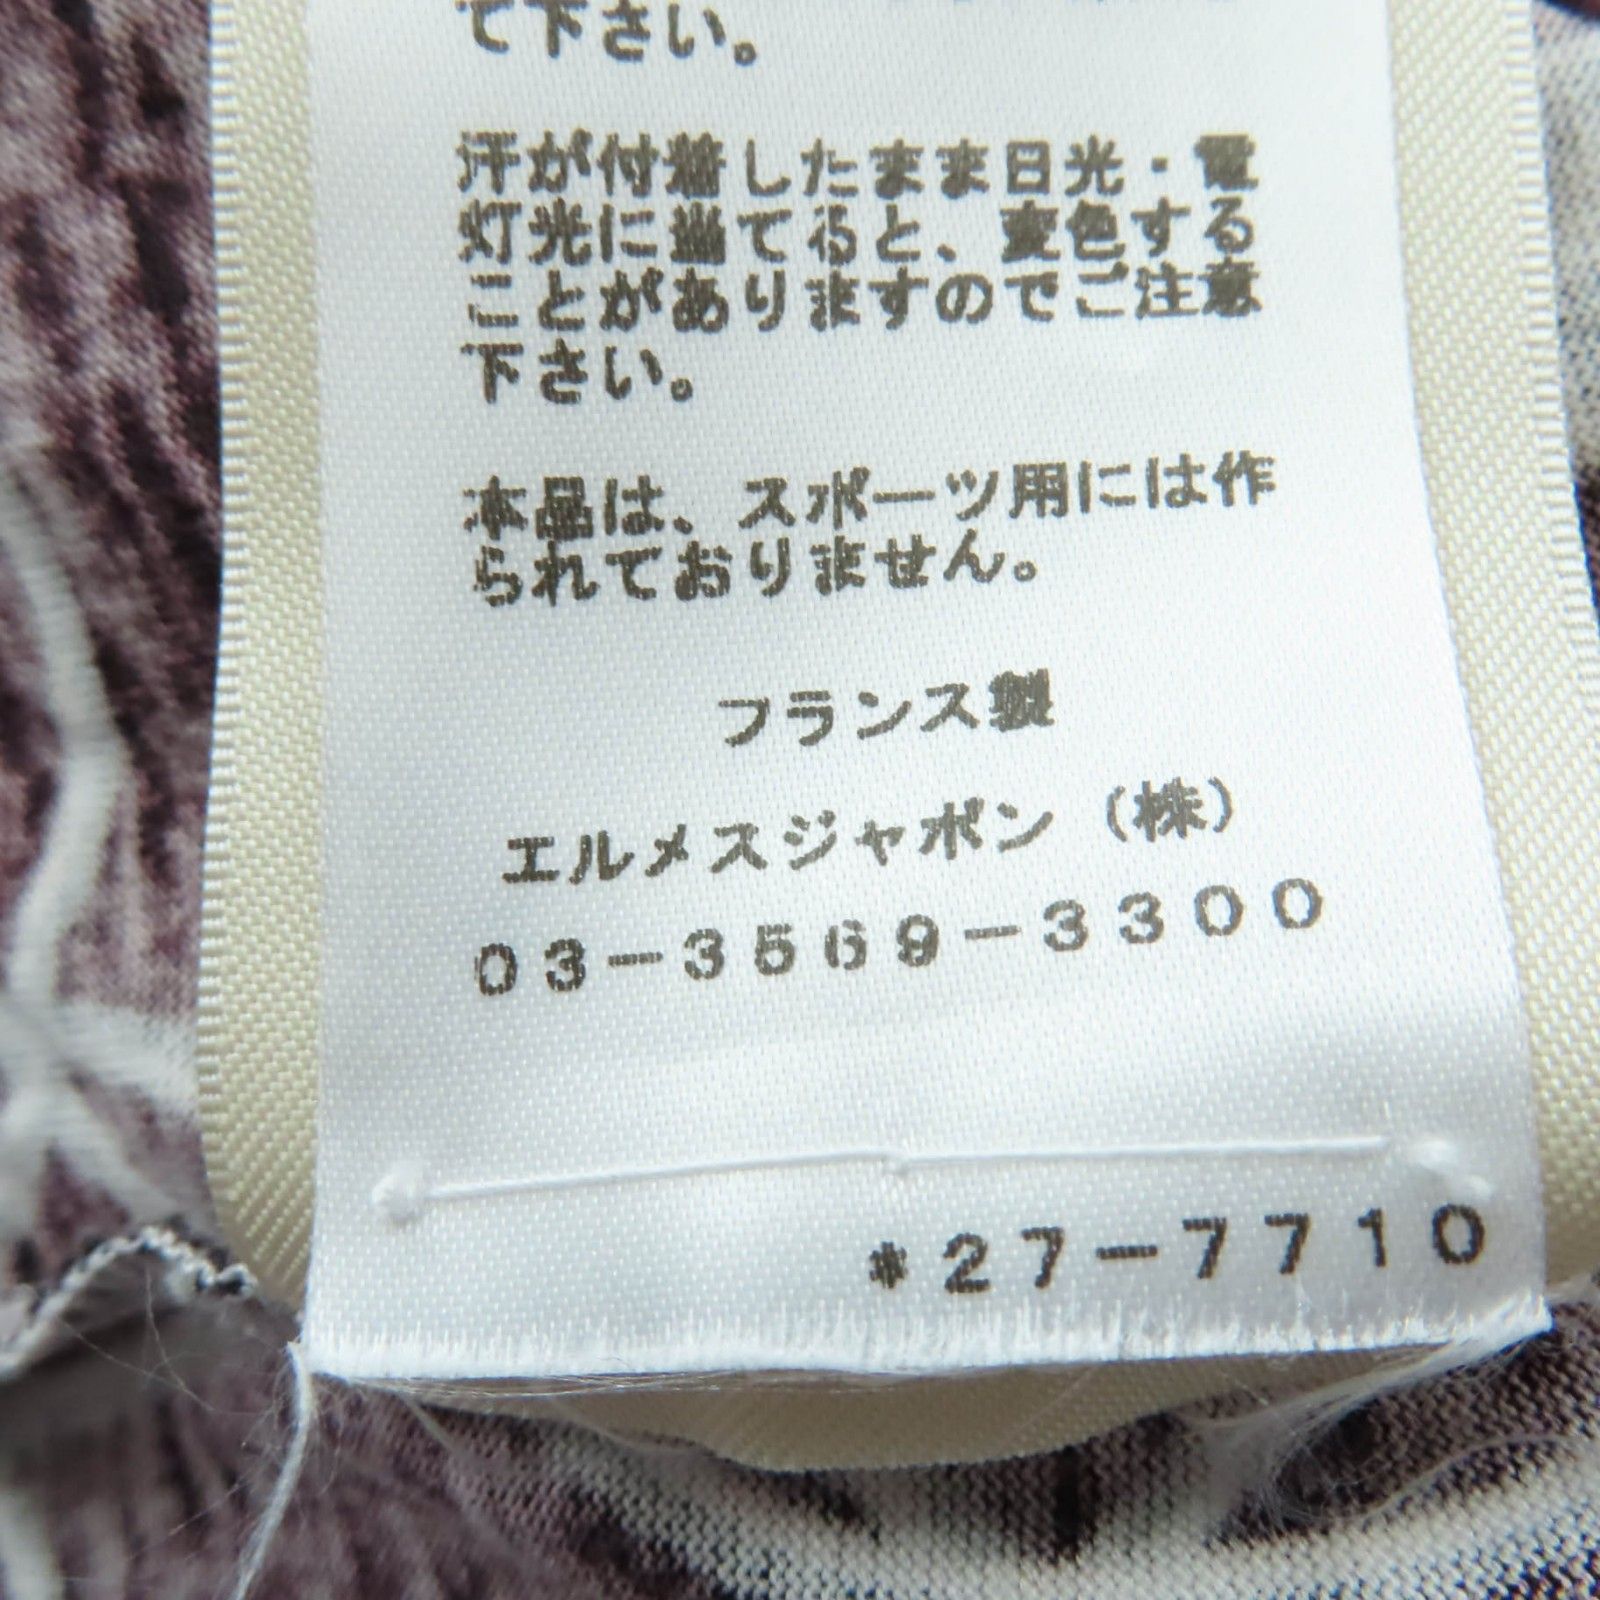 て下さい。
汗が付着したまま日光・電
灯光に当てると、変色する
ことがありますのでご注意
下さい。
本品は、スポーツ用には作
られておりません。
フランス製
エルメスジャポン（株）
０３－３５６９－３３００
＊２７－７７１０